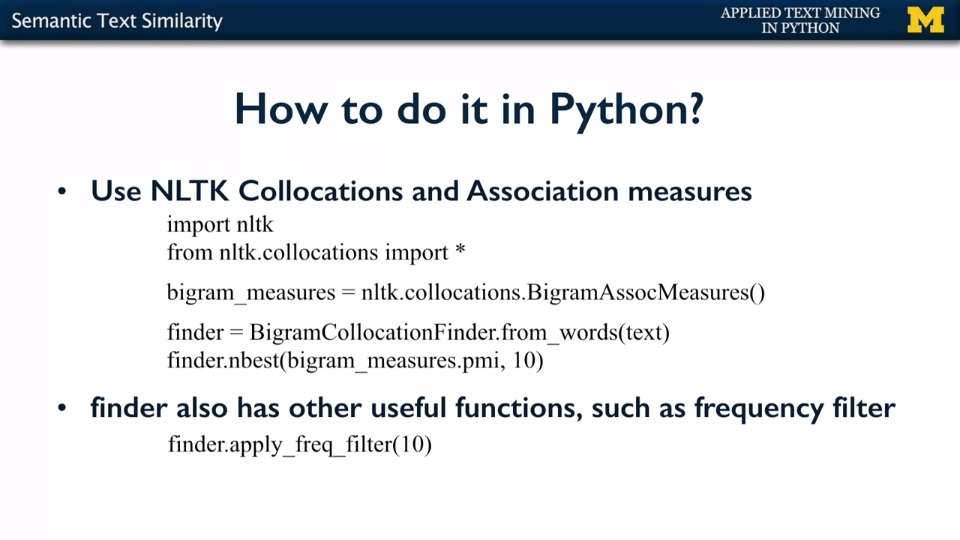 Semantic Text Similarity
APPLIED TEXT MINING
IN PYTHON
M
How to do it in Python?
• Use NLTK Collocations and Association measures
import nltk
from nltk.collocations import *
bigram_measures = nltk.collocations.BigramAssocMeasures()
finder = BigramCollocationFinder.from_words(text)
finder.nbest(bigram_measures.pmi, 10)
• finder also has other useful functions, such as frequency filter
finder.apply_freq_filter(10)